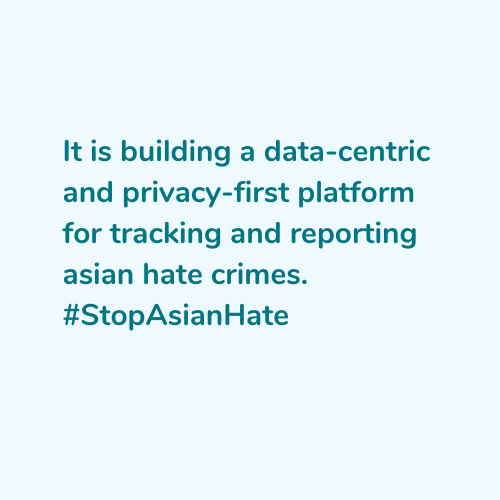 It is building a data-centric
and privacy-first platform
for tracking and reporting
asian hate crimes.
#StopAsianHate